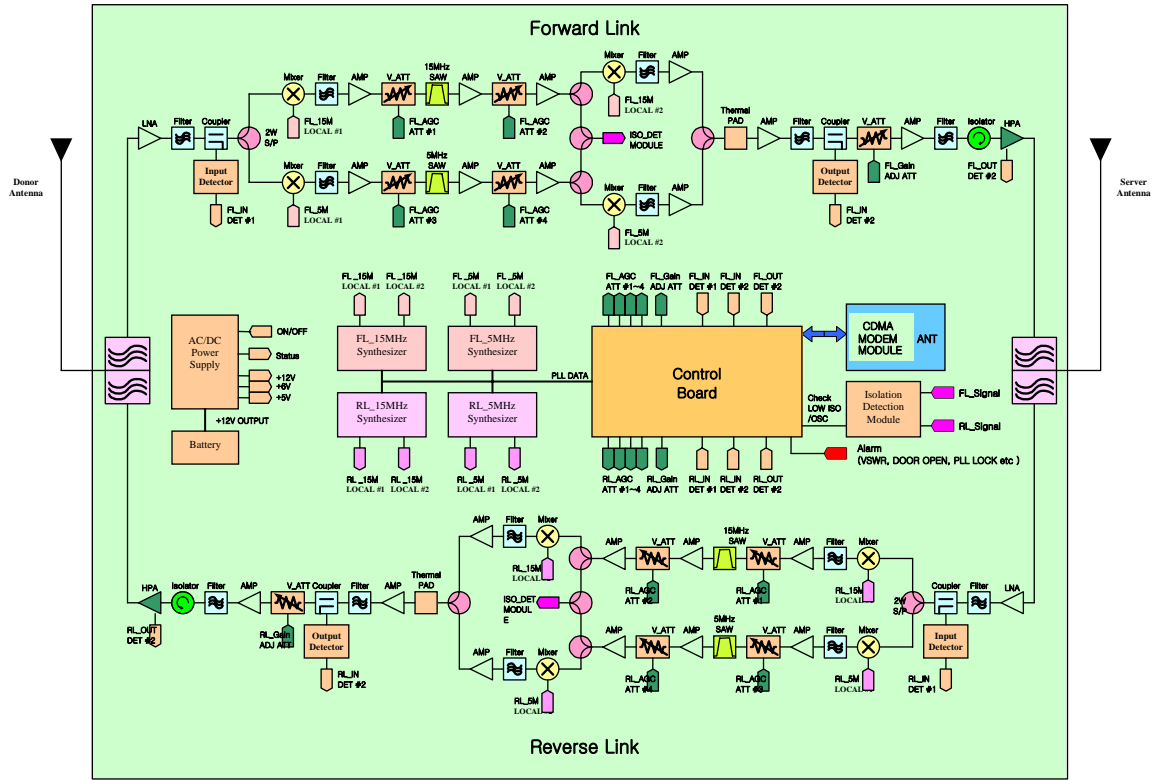 Forward Link
Mixer
Filter
AMP
V_ATT
15MHz
SAW
AMP
V_ATT
AMP
Mixer
Filter
AMP
FL_15M
LOCAL #1
FL_AGC
ATT #1
FL_AGC
ATT #2
FL_15M
LOCAL #2
LNA
Filter
Coupler
2W
S/P
ISO_DET
MODULE
Thermal
PAD
AMP
Filter
Coupler
V_ATT
AMP
Filter
Isolator
HPA
Donor
Antenna
Server
Antenna
Input
Detector
FL_IN
DET #1
Mixer
Filter
AMP
V_ATT
5MHz
SAW
AMP
V_ATT
AMP
Mixer
Filter
AMP
FL_5M
LOCAL #1
FL_AGC
ATT #3
FL_AGC
ATT #4
FL_5M
LOCAL #2
Output
Detector
FL_IN
DET #2
FL_Gain
ADJ ATT
FL_OUT
DET #2
FL_15M
LOCAL #1
FL_15M
LOCAL #2
FL_5M
LOCAL #1
FL_5M
LOCAL #2
FL_AGC
ATT #1~4
FL_Gain
ADJ ATT
FL_IN
DET #1
FL_IN
DET #2
FL_OUT
DET #2
AC/DC
Power
Supply
ON/OFF
Status
+12V
+6V
+5V
+12V OUTPUT
Battery
FL_15MHz
Synthesizer
FL_5MHz
Synthesizer
PLL DATA
RL_15MHz
Synthesizer
RL_5MHz
Synthesizer
Control
Board
CDMA
MODEM
MODULE
ANT
Check
LOW ISO
/OSC
Isolation
Detection
Module
FL_Signal
RL_Signal
Alarm
(VSWR, DOOR OPEN, PLL LOCK etc )
RL_15M
LOCAL #1
RL_15M
LOCAL #2
RL_5M
LOCAL #1
RL_5M
LOCAL #2
RL_AGC
ATT #1~4
RL_Gain
ADJ ATT
RL_IN
DET #1
RL_IN
DET #2
RL_OUT
DET #2
AMP
Filter
Mixer
AMP
V_ATT
AMP
15MHz
SAW
V_ATT
AMP
Filter
Mixer
RL_15M
LOCAL
RL_AGC
ATT #2
RL_AGC
ATT #1
RL_15M
LOCAL
HPA
Isolator
Filter
AMP
V_ATT
Coupler
Filter
AMP
Thermal
PAD
ISO_DET
MODUL
E
2W
S/P
Coupler
Filter
LNA
RL_OUT
DET #2
RL_Gain
ADJ ATT
Output
Detector
RL_IN
DET #2
AMP
Filter
Mixer
AMP
V_ATT
AMP
5MHz
SAW
V_ATT
AMP
Filter
Mixer
RL_5M
LOCAL
RL_AGC
ATT #4
RL_AGC
ATT #3
RL_5M
LOCAL
Input
Detector
RL_IN
DET #1
Reverse Link